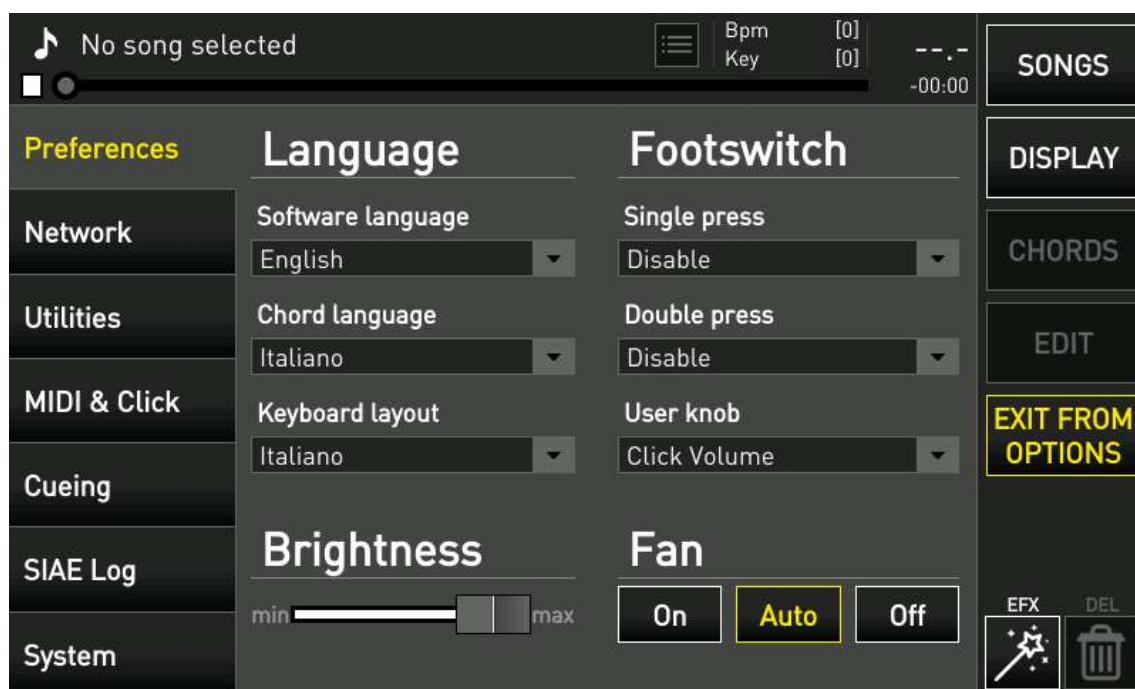 No song selected
Bpm [0]
Key [0]
--.-
-00:00
SONGS
DISPLAY
CHORDS
EDIT
EXIT FROM
OPTIONS
EFX DEL
Preferences
Network
Utilities
MIDI & Click
Cueing
SIAE Log
System
Language
Software language
English
Chord language
Italiano
Keyboard layout
Italiano
Brightness
min max
Footswitch
Single press
Disable
Double press
Disable
User knob
Click Volume
Fan
On Auto Off